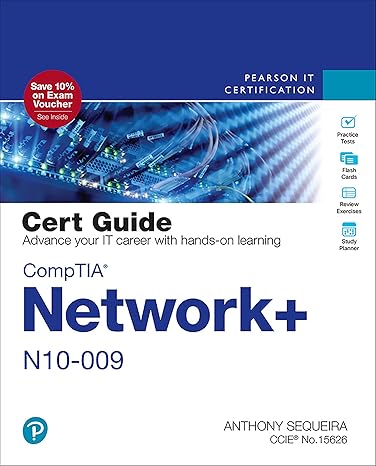 PEARSON IT
CERTIFICATION
Save 10%
on Exam
Voucher
See Inside
Practice
Tests
Flash
Cards
Review
Exercises
Study
Planner
Cert Guide
Advance your IT career with hands-on learning
CompTIA®
Network+
N10-009
P
ANTHONY SEQUEIRA
CCIE® No.15626